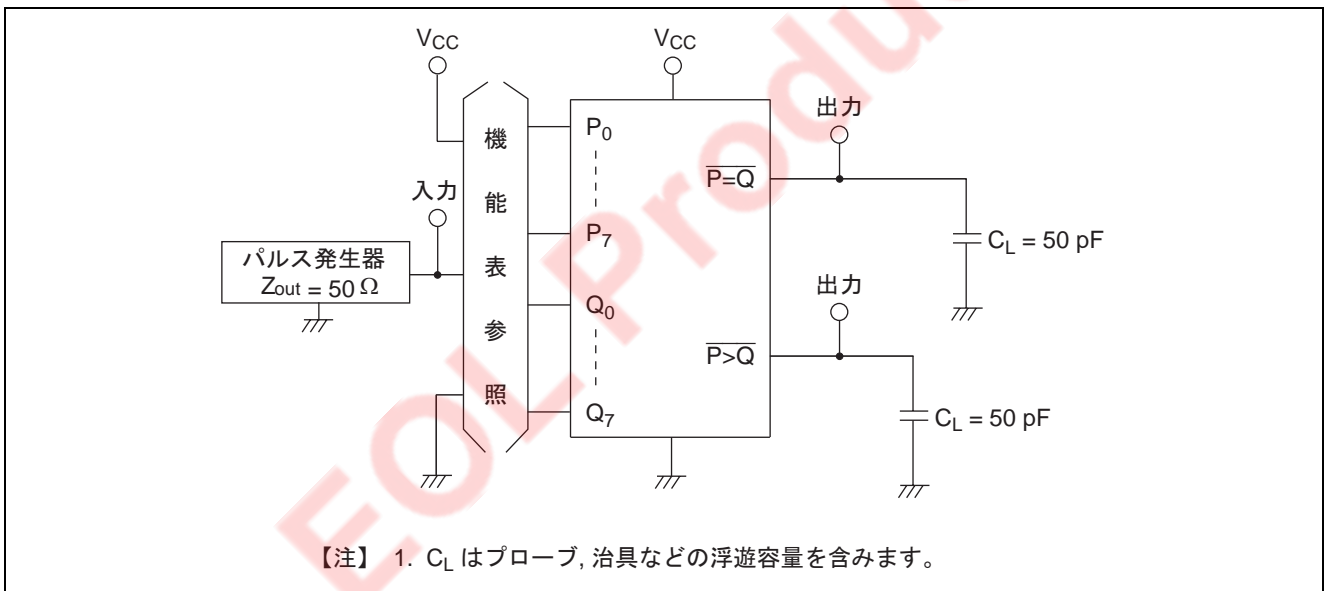 VCC
VCC
機能表参照
P0
出力
P=Q
入力
P7
CL = 50 pF
パルス発生器
Zout = 50 Ω
出力
Q0
P>Q
Q7
CL = 50 pF
【注】 1. CL はプローブ, 治具などの浮遊容量を含みます。
EOL Produ